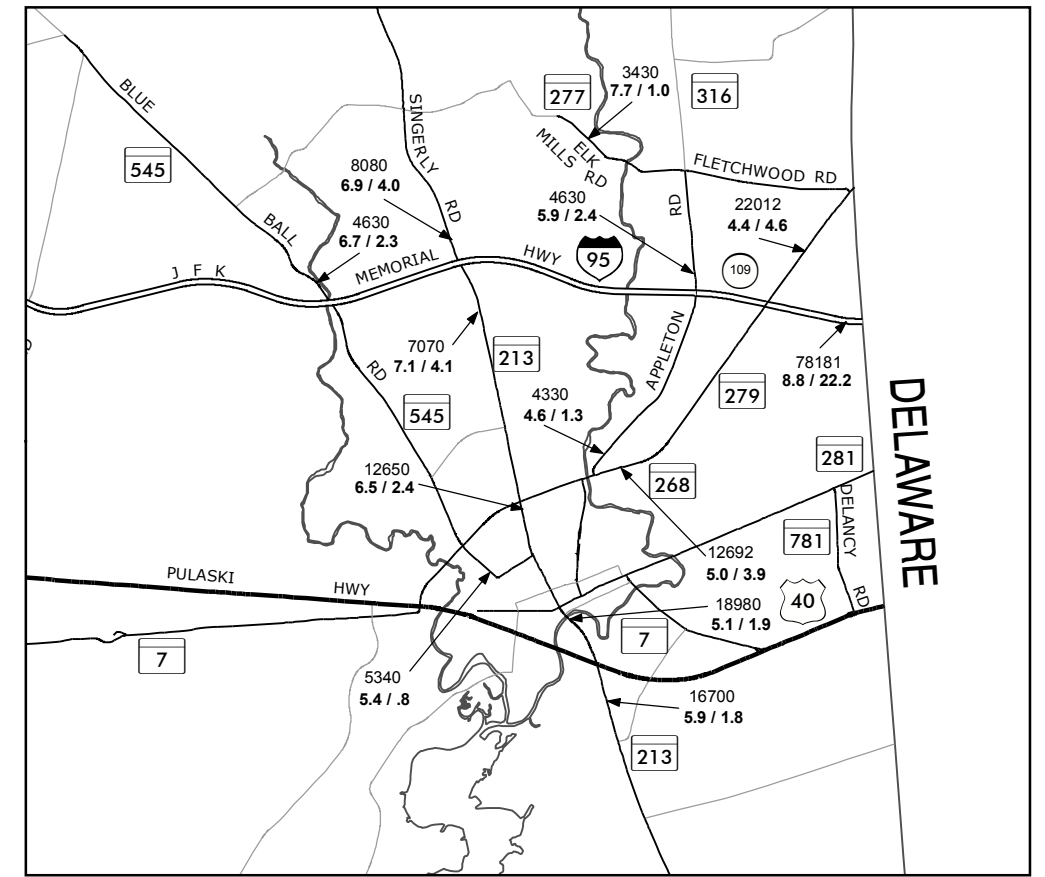 277
3430
7.7 / 1.0
316
BLUE
SINGERLY
545
ELK
MILLS RD
FLETCHWOOD RD
8080
6.9 / 4.0
RD
4630
5.9 / 2.4
RD
22012
4.4 / 4.6
4630
6.7 / 2.3
BALL
J F K
MEMORIAL
HWY
95
109
7070
7.1 / 4.1
213
APPLETON
78181
8.8 / 22.2
RD
545
4330
4.6 / 1.3
279
DELAWARE
281
12650
6.5 / 2.4
268
DELANCY
781
12692
5.0 / 3.9
PULASKI
HWY
18980
5.1 / 1.9
40
RD
7
7
5340
5.4 / .8
16700
5.9 / 1.8
213